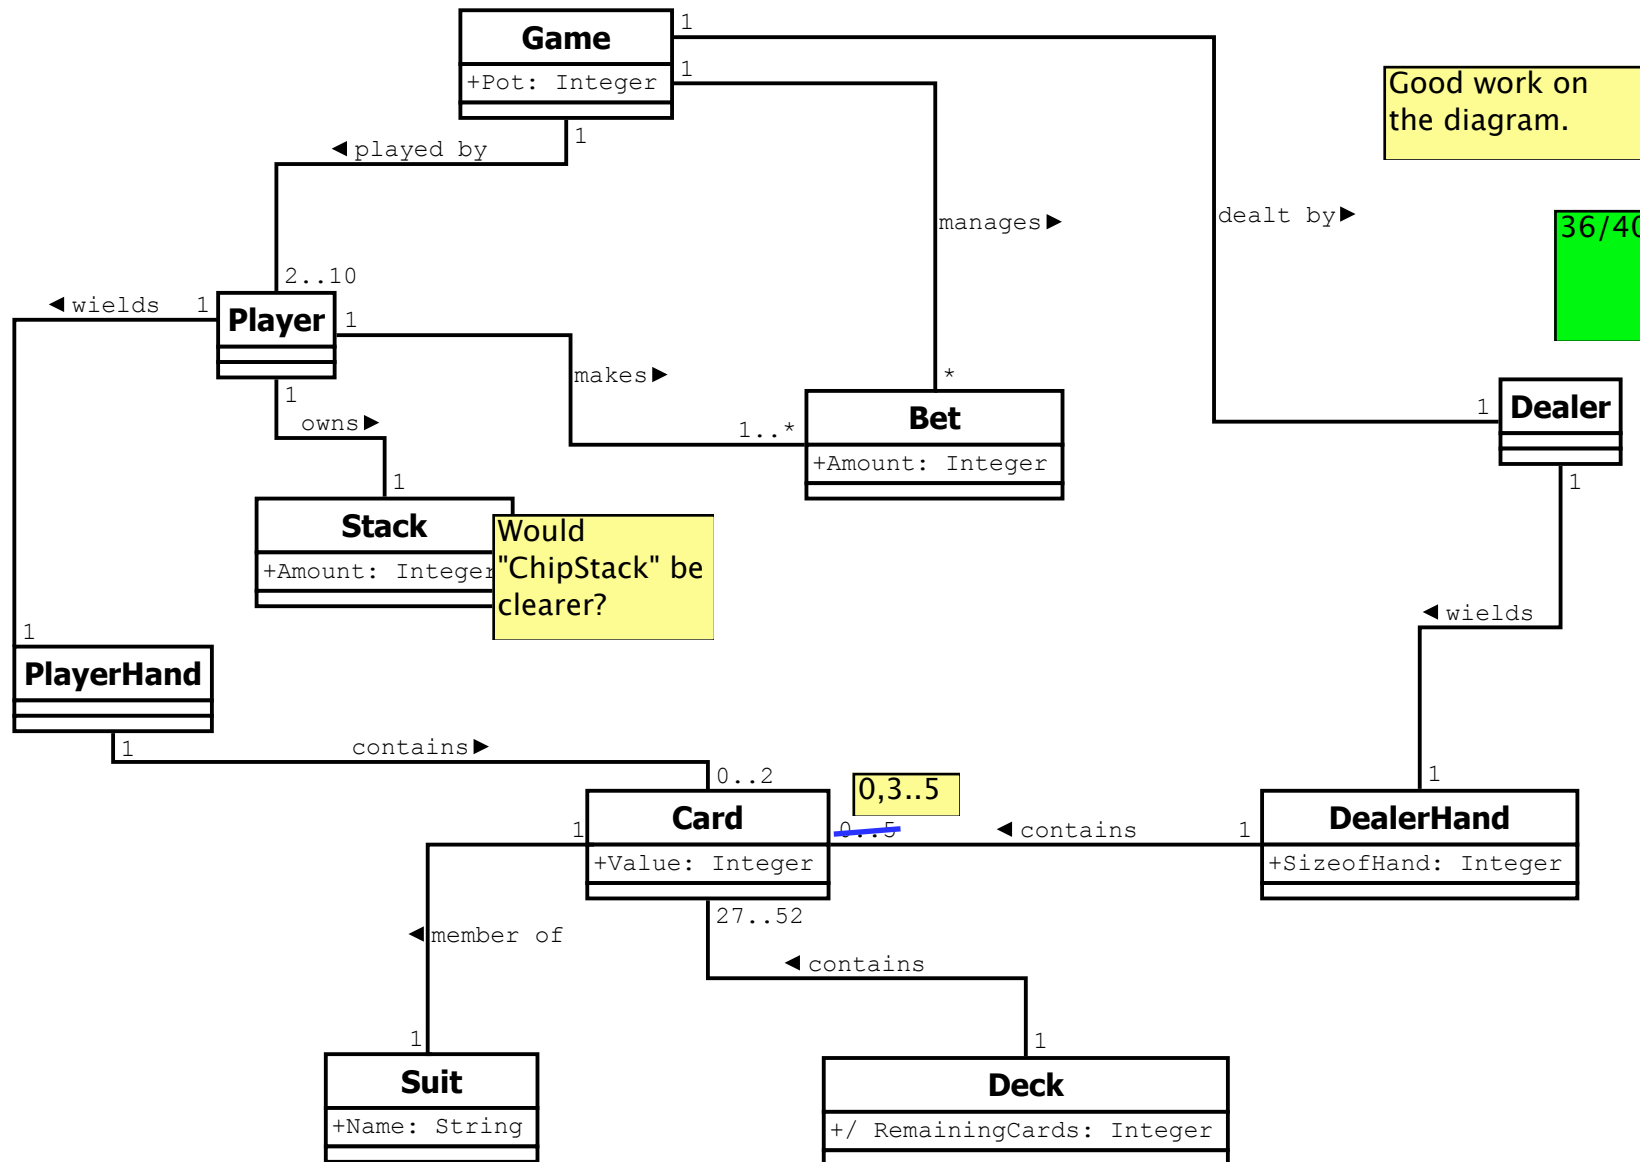 Game
+Pot: Integer
1
1
1
◄ played by
Good work on
the diagram.
manages ►
dealt by ►
36/40
2..10
◄ wields
1
Player
1
1
makes ►
*
1..*
Bet
+Amount: Integer
1
Dealer
1
owns ►
1
Stack
+Amount: Integer
Would
"ChipStack" be
clearer?
◄ wields
1
PlayerHand
1
contains ►
0..2
0,3..5
1
Card
+Value: Integer
1
0..5
◄ contains
1
DealerHand
+SizeofHand: Integer
27..52
◄ member of
◄ contains
1
1
Suit
+Name: String
Deck
+/ RemainingCards: Integer